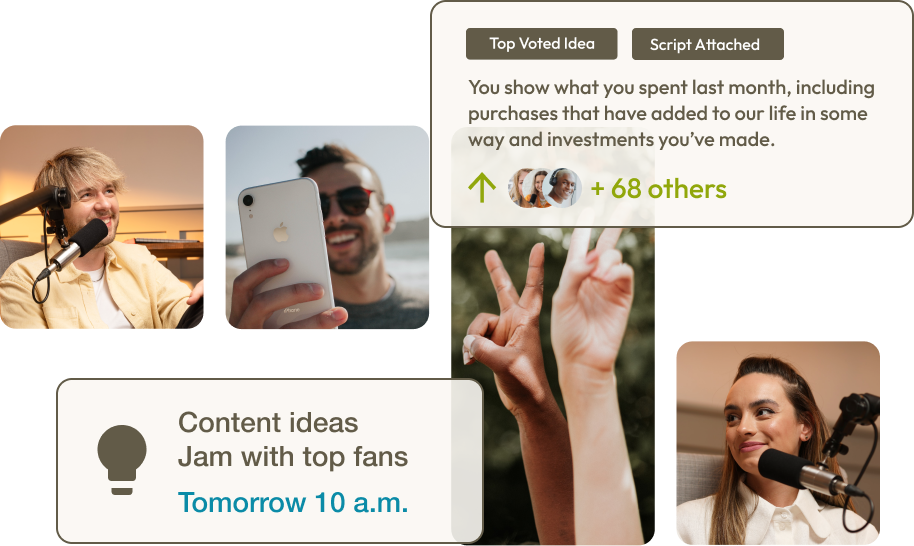 Top Voted Idea
Script Attached
You show what you spent last month, including
purchases that have added to our life in some
way and investments you've made.
+ 68 others
iPhone
Content ideas
Jam with top fans
Tomorrow 10 a.m.